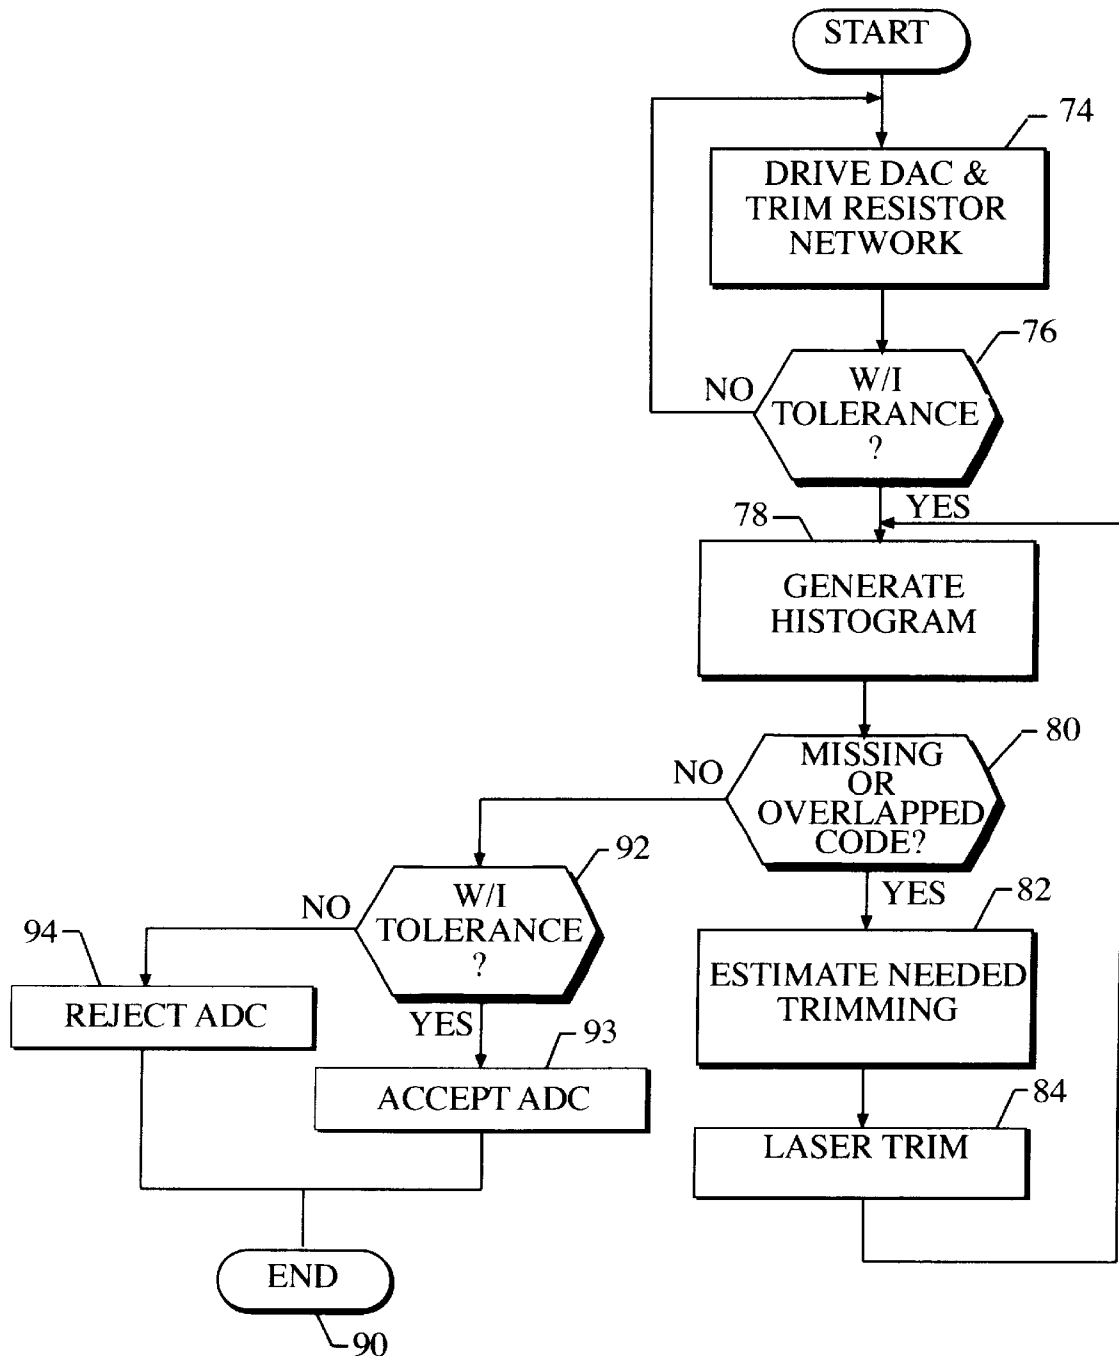 START
74
DRIVE DAC &
TRIM RESISTOR
NETWORK
76
NO
W/I
TOLERANCE
?
YES
78
GENERATE
HISTOGRAM
80
NO
MISSING
OR
OVERLAPPED
CODE?
YES
92
NO
W/I
TOLERANCE
?
YES
94
REJECT ADC
93
ACCEPT ADC
82
ESTIMATE NEEDED
TRIMMING
84
LASER TRIM
END
90